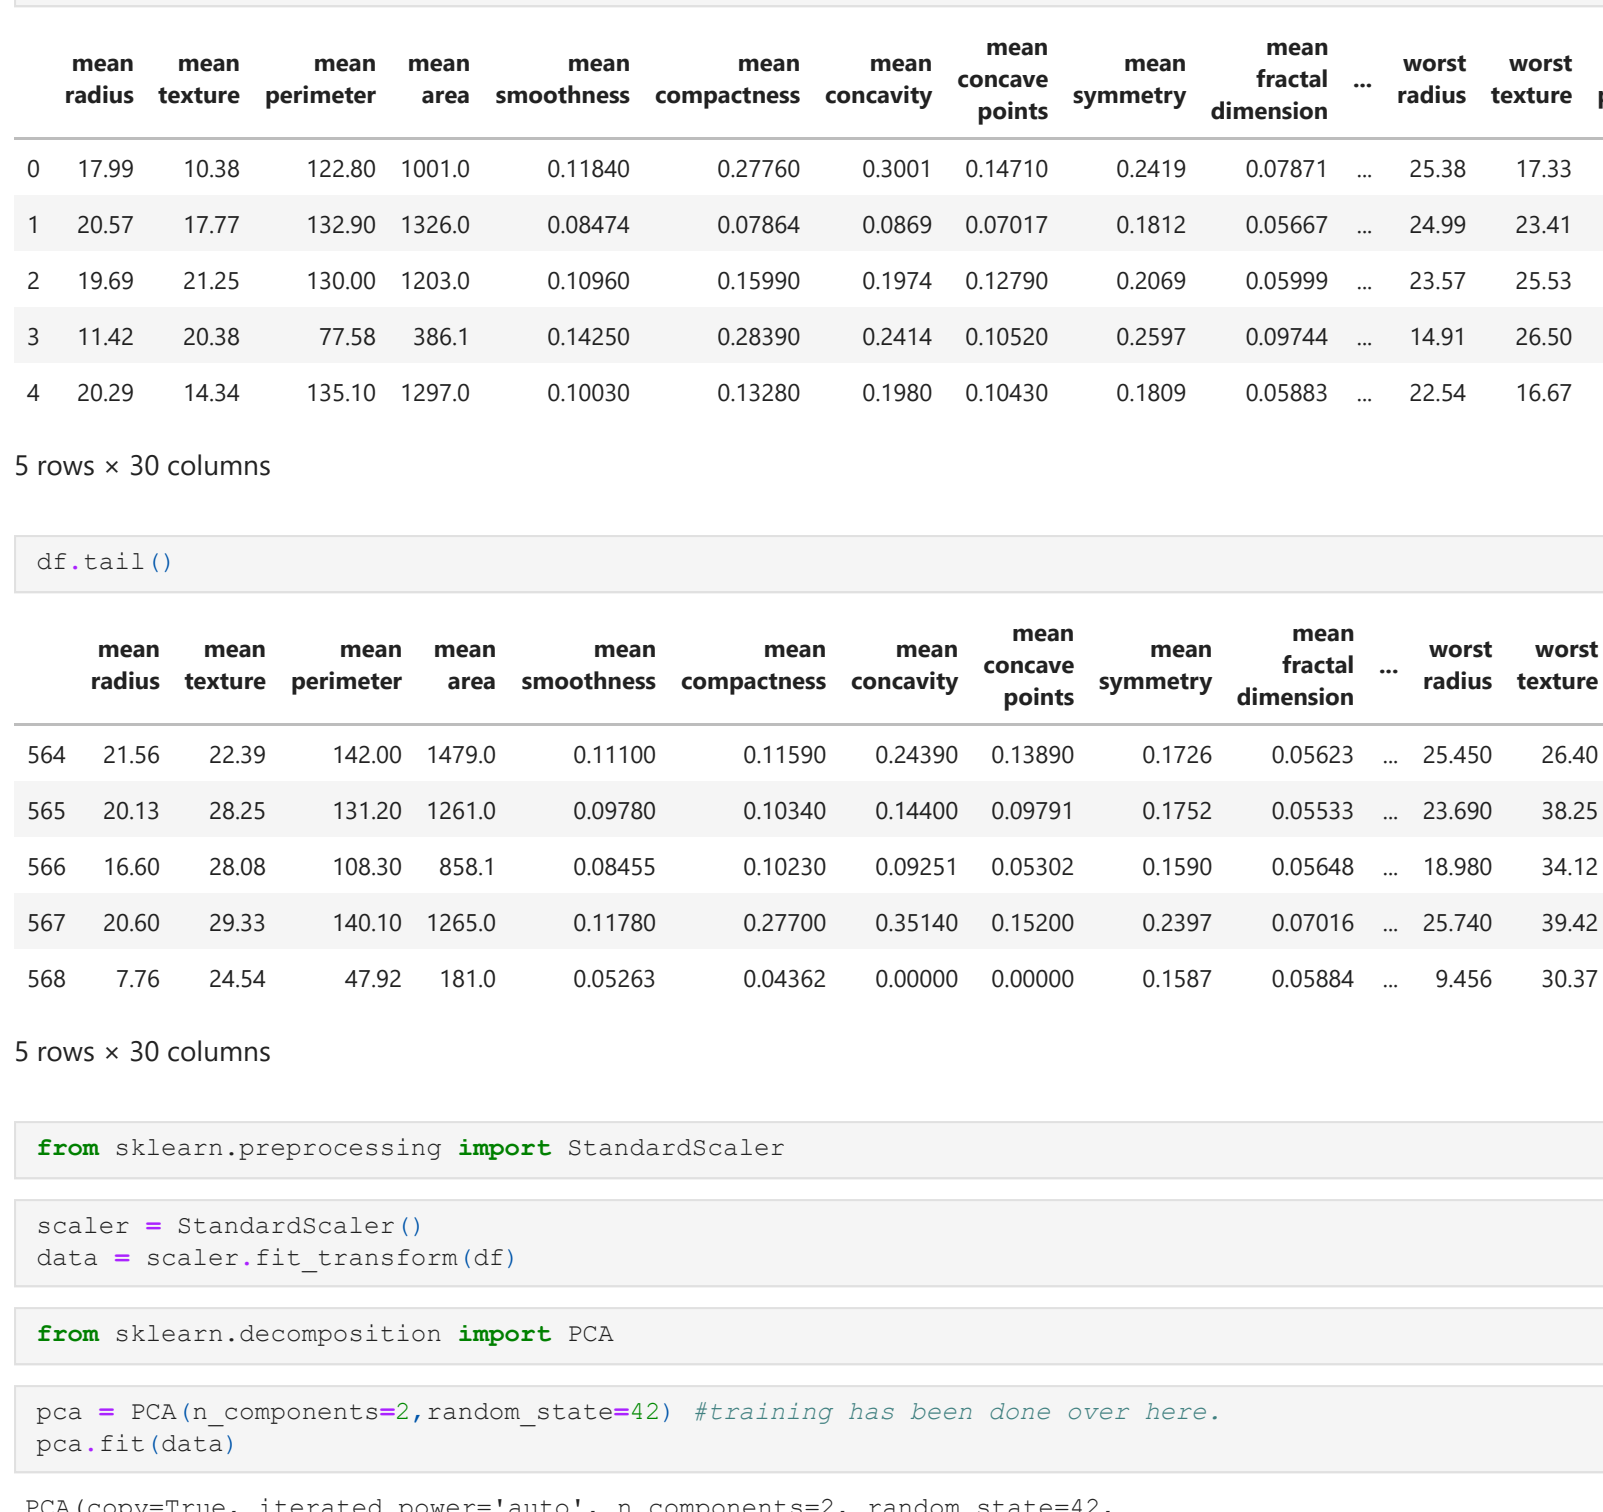 mean radius mean texture mean perimeter mean area mean smoothness mean compactness mean concavity mean concave points mean symmetry mean fractal dimension ... worst radius worst texture
0 17.99 10.38 122.80 1001.0 0.11840 0.27760 0.3001 0.14710 0.2419 0.07871 ... 25.38 17.33
1 20.57 17.77 132.90 1326.0 0.08474 0.07864 0.0869 0.07017 0.1812 0.05667 ... 24.99 23.41
2 19.69 21.25 130.00 1203.0 0.10960 0.15990 0.1974 0.12790 0.2069 0.05999 ... 23.57 25.53
3 11.42 20.38 77.58 386.1 0.14250 0.28390 0.2414 0.10520 0.2597 0.09744 ... 14.91 26.50
4 20.29 14.34 135.10 1297.0 0.10030 0.13280 0.1980 0.10430 0.1809 0.05883 ... 22.54 16.67
5 rows × 30 columns
df.tail()
mean radius mean texture mean perimeter mean area mean smoothness mean compactness mean concavity mean concave points mean symmetry mean fractal dimension ... worst radius worst texture
564 21.56 22.39 142.00 1479.0 0.11100 0.11590 0.24390 0.13890 0.1726 0.05623 ... 25.450 26.40
565 20.13 28.25 131.20 1261.0 0.09780 0.10340 0.14400 0.09791 0.1752 0.05533 ... 23.690 38.25
566 16.60 28.08 108.30 858.1 0.08455 0.10230 0.09251 0.05302 0.1590 0.05648 ... 18.980 34.12
567 20.60 29.33 140.10 1265.0 0.11780 0.27700 0.35140 0.15200 0.2397 0.07016 ... 25.740 39.42
568 7.76 24.54 47.92 181.0 0.05263 0.04362 0.00000 0.00000 0.1587 0.05884 ... 9.456 30.37
5 rows × 30 columns
from sklearn.preprocessing import StandardScaler
scaler = StandardScaler()
data = scaler.fit_transform(df)
from sklearn.decomposition import PCA
pca = PCA(n_components=2,random_state=42) #training has been done over here.
pca.fit(data)
PCA(copy=True, iterated_power='auto', n_components=2, random_state=42,